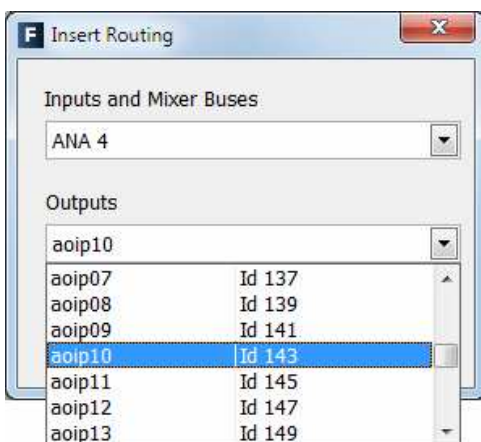 F Insert Routing
Inputs and Mixer Buses
ANA 4
Outputs
aoip10
aoip07 Id 137
aoip08 Id 139
aoip09 Id 141
aoip10 Id 143
aoip11 Id 145
aoip12 Id 147
aoip13 Id 149